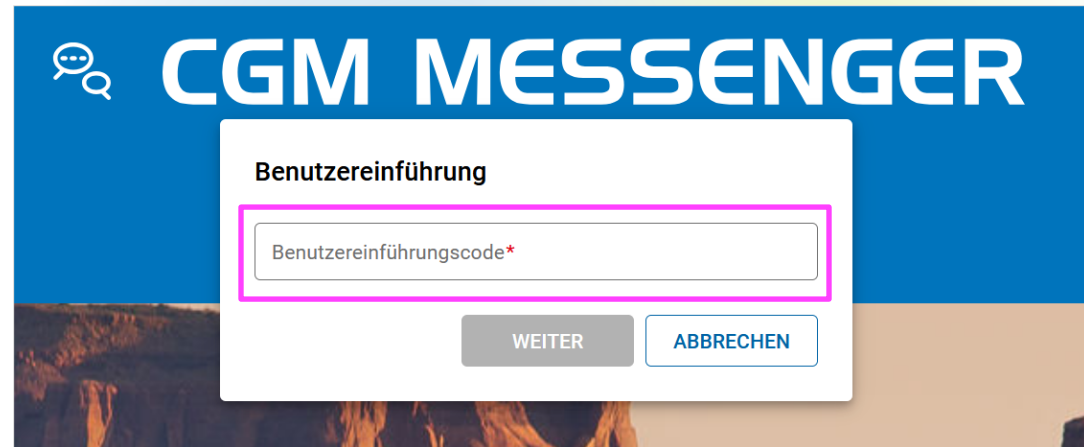 CGM MESSENGER
Benutzereinführung
Benutzereinführungscode*
WEITER
ABBRECHEN